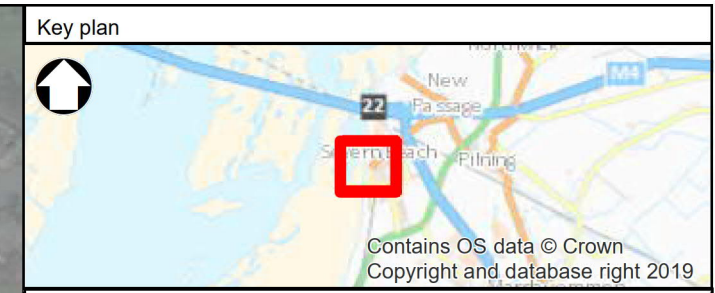 Key plan
M4
New
22
Passage
Severn Beach
Pilning
Contains OS data © Crown
Copyright and database right 2019